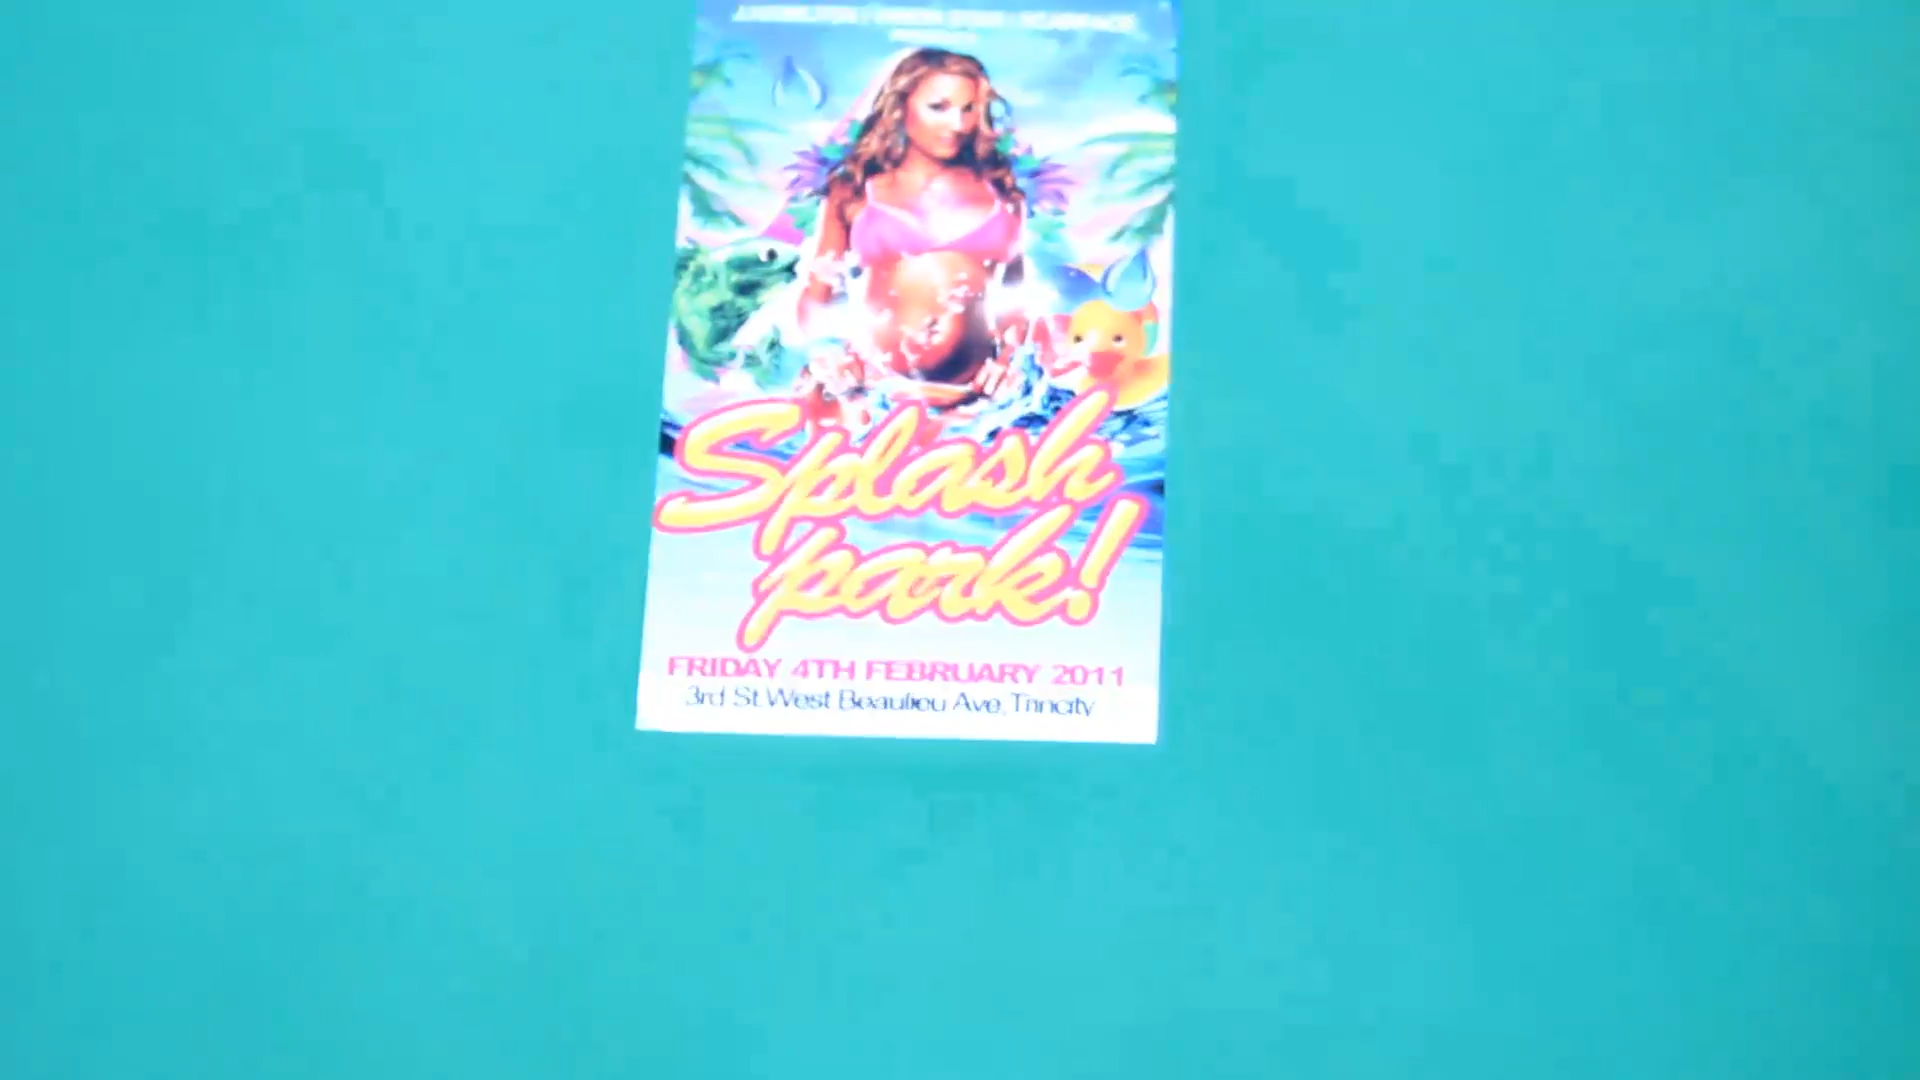 Splash
park!
FRIDAY 4TH FEBRUARY 2011
3rd St. West Beaulieu Ave, Trincity